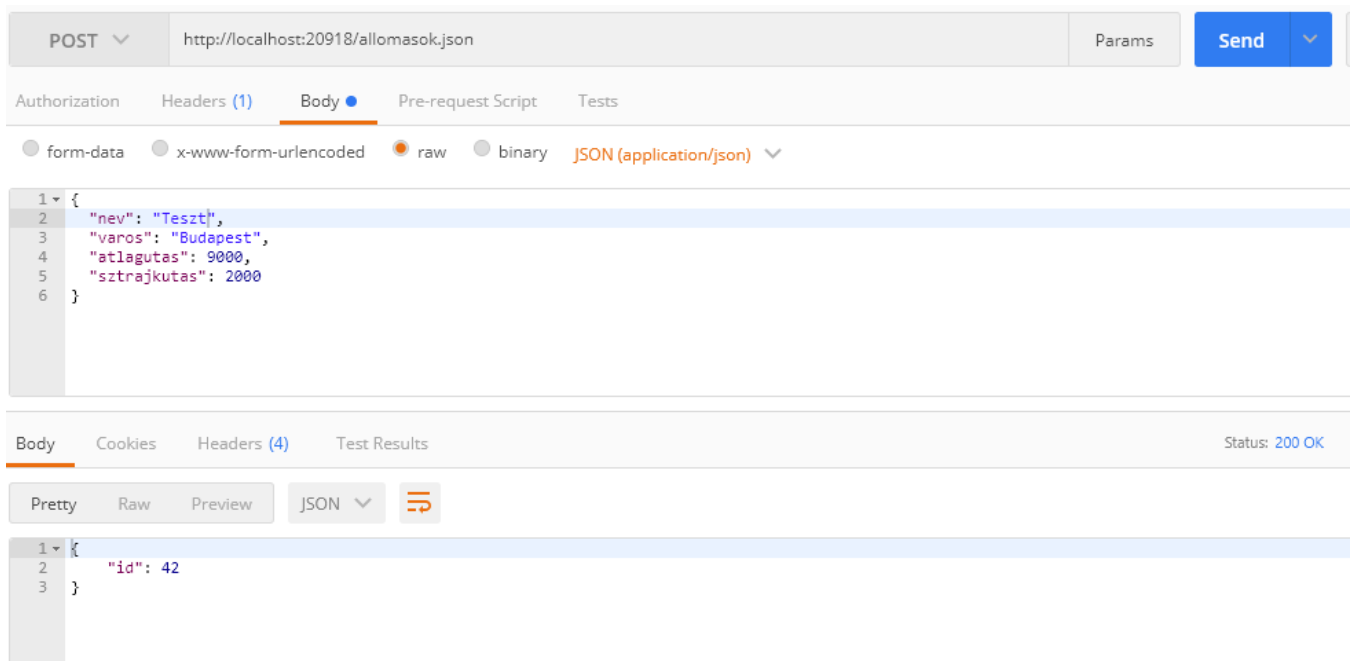 POST http://localhost:20918/allomasok.json Params Send
Authorization Headers (1) Body Pre-request Script Tests
form-data x-www-form-urlencoded raw binary JSON (application/json)
1 {
2 "nev": "Teszt",
3 "varos": "Budapest",
4 "atlagutas": 9000,
5 "sztrajkutas": 2000
6 }
Body Cookies Headers (4) Test Results Status: 200 OK
Pretty Raw Preview JSON
1 {
2 "id": 42
3 }